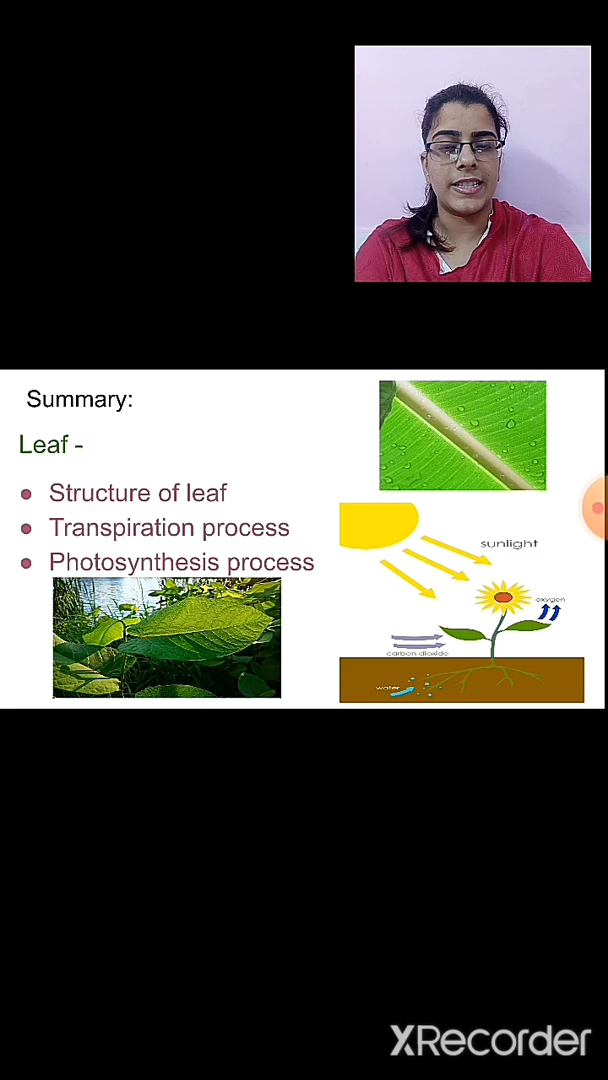 Summary:
Leaf -
● Structure of leaf
● Transpiration process
● Photosynthesis process
sunlight
oxygen
carbon dioxide
water
XRecorder